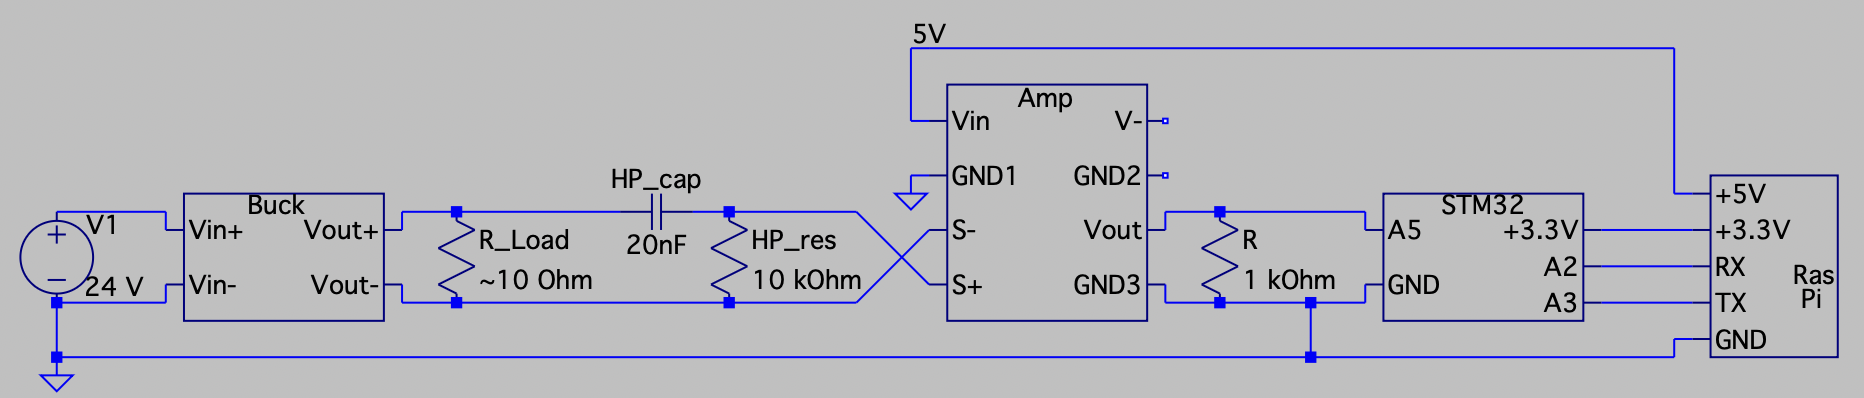 5V
V1
24 V
Buck
Vin+
Vout+
Vin-
Vout-
R_Load
~10 Ohm
HP_cap
20nF
HP_res
10 kOhm
Amp
Vin
V-
GND1
GND2
S-
Vout
S+
GND3
R
1 kOhm
STM32
A5
+3.3V
A2
GND
A3
+5V
+3.3V
RX
Ras
Pi
TX
GND